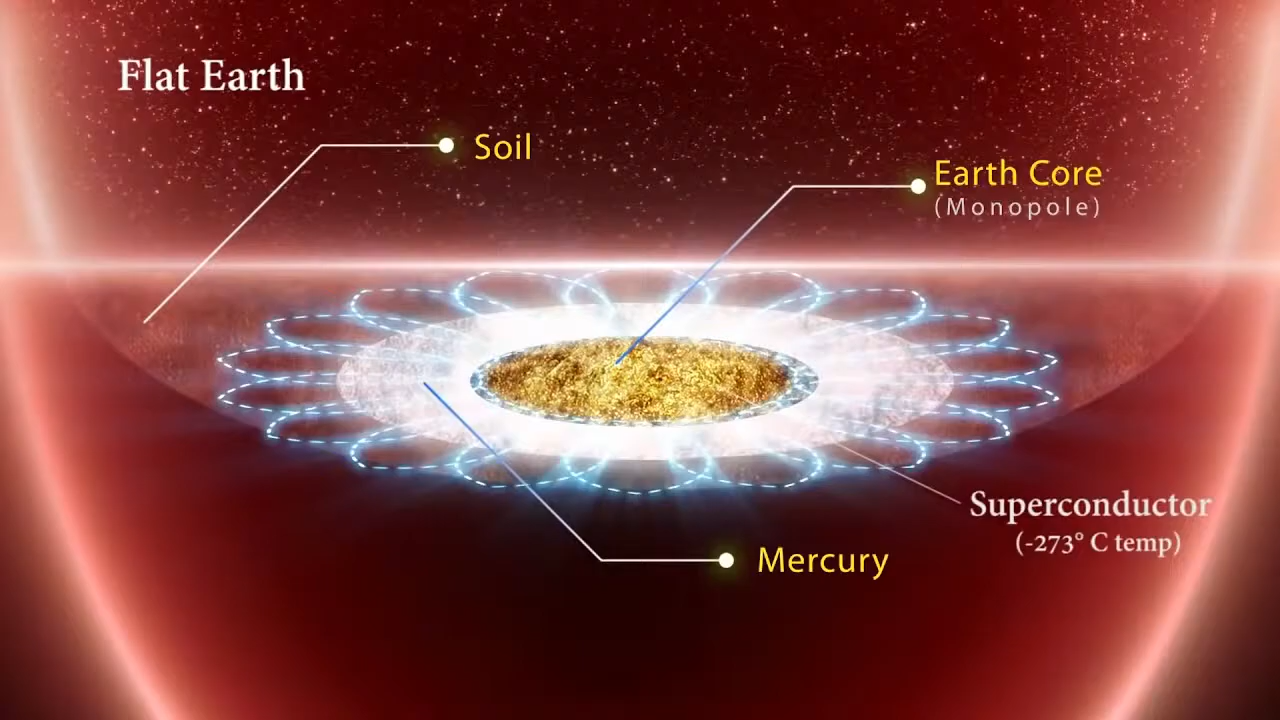 Flat Earth
Soil
Earth Core
(Monopole)
Superconductor
(-273° C temp)
Mercury